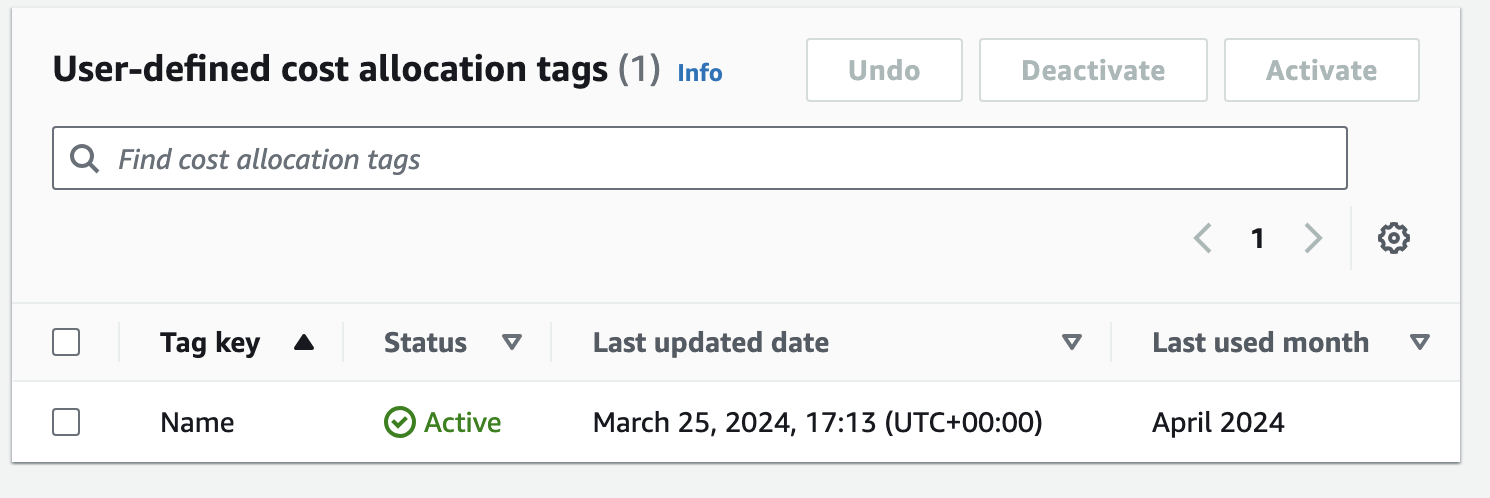 User-defined cost allocation tags (1) Info Undo Deactivate Activate
Find cost allocation tags
1
Tag key Status Last updated date Last used month
Name Active March 25, 2024, 17:13 (UTC+00:00) April 2024